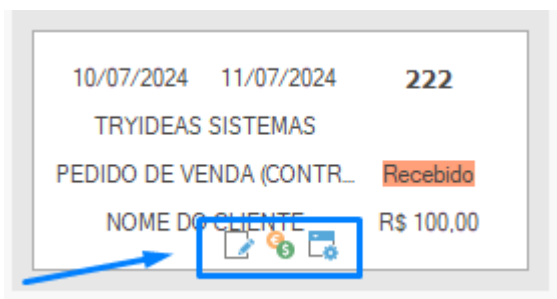 10/07/2024 11/07/2024 222
TRYIDEAS SISTEMAS
PEDIDO DE VENDA (CONTR... Recebido
NOME DO CLIENTE R$ 100,00